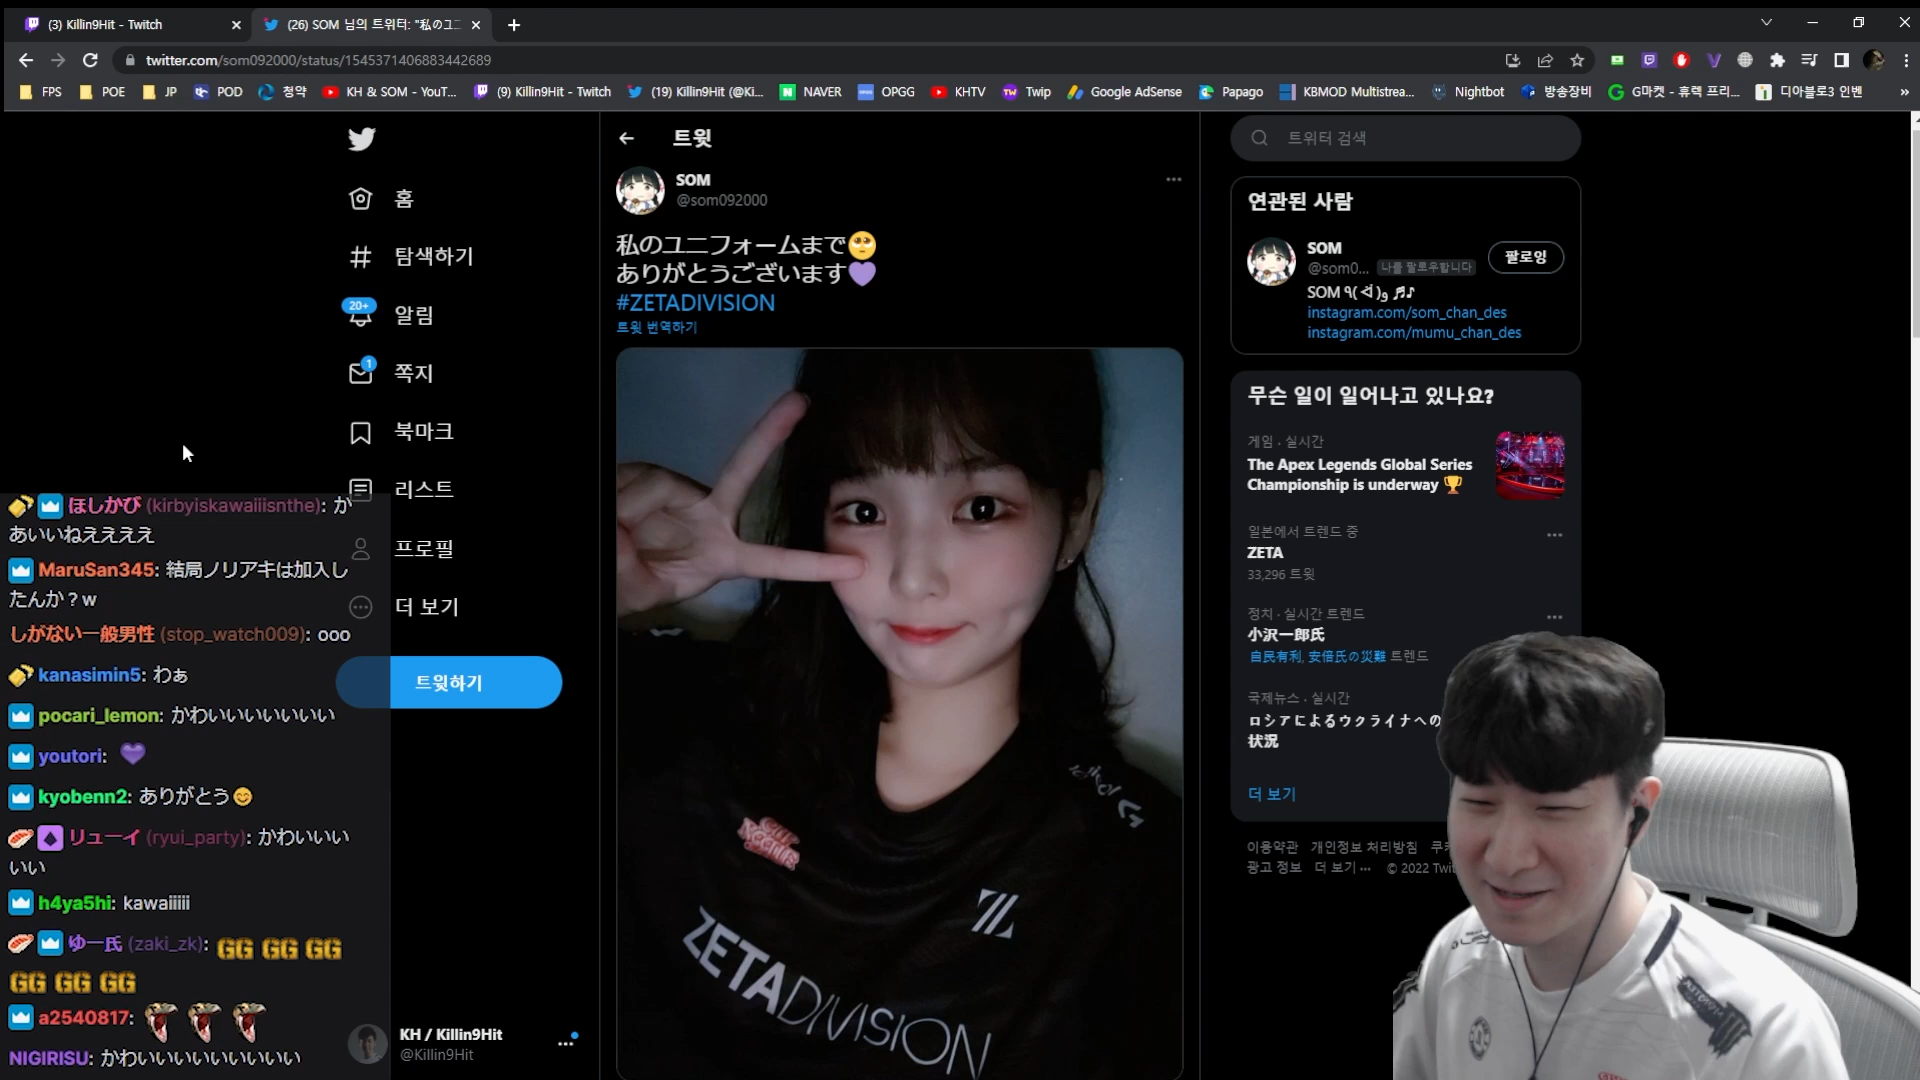 (3) Killin9Hit - Twitch
(26) SOM 님의 트위터: "私のユニ
twitter.com/som092000/status/1545371406883442689
FPS
POE
JP
POD
청약
KH & SOM - YouT...
(9) Killin9Hit - Twitch
(19) Killin9Hit (@Ki...
NAVER
OPGG
KHTV
Twip
Google AdSense
Papago
KBMOD Multistrea...
Nightbot
방송장비
G마켓 - 휴렉 프리...
디아블로3 인벤
홈
탐색하기
20+
알림
1
쪽지
북마크
리스트
프로필
더 보기
트윗하기
KH / Killin9Hit
@Killin9Hit
트윗
SOM
@som092000
私のユニフォームまで🥺
ありがとうございます💜
#ZETADIVISION
트윗 번역하기
ZETADIVISION
트위터 검색
연관된 사람
SOM
@som0... 나를 팔로우합니다
팔로잉
instagram.com/som_chan_des
instagram.com/mumu_chan_des
무슨 일이 일어나고 있나요?
게임 · 실시간
The Apex Legends Global Series
Championship is underway 🏆
일본에서 트렌드 중
ZETA
33,296 트윗
정치 · 실시간 트렌드
小沢一郎氏
自民有利, 安倍氏の災難 트렌드
국제뉴스 · 실시간
ロシアによるウクライナへの
状況
더 보기
이용약관 개인정보 처리방침
광고 정보 더 보기 ··· © 2022
ほしかび (kirbyiskawaiiisnthe): か
あいいねえええええ
MaruSan345: 結局ノリアキは加入し
たんか？w
しがない一般男性 (stop_watch009): ooo
kanasimin5: わぁ
pocari_lemon: かわいいいいいいい
youtori: 💜
kyobenn2: ありがとう😊
リューイ (ryui_party): かわいいい
いい
h4ya5hi: kawaiiiii
ゆー氏 (zaki_zk): GG GG GG
GG GG GG
a2540817:
NIGIRISU: かわいいいいいいいいい